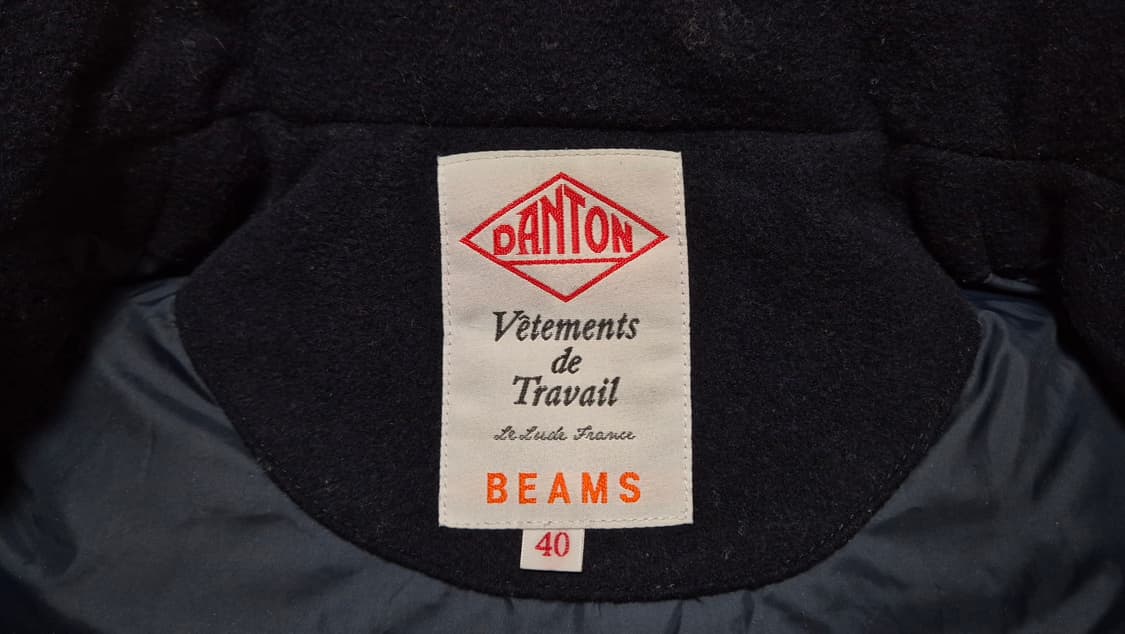 DANTON
Vêtements
de
Travail
Le Lude France
BEAMS
40